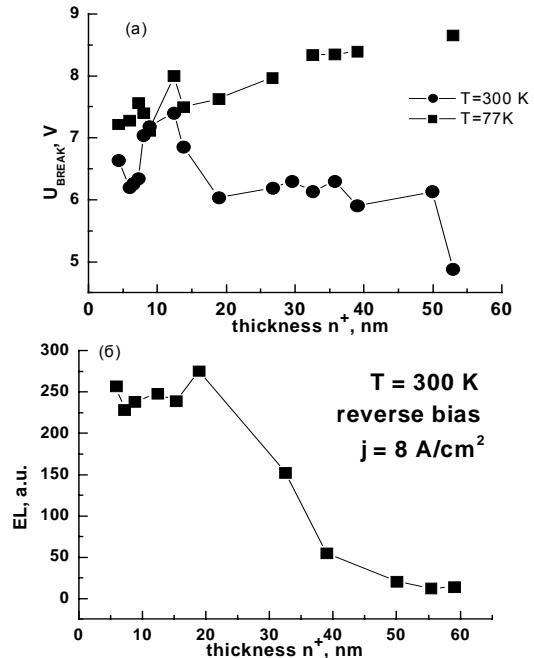 (a)
9
8
7
6
5
U_BREAK, V
T=300 K
T=77K
0 10 20 30 40 50 60
thickness n⁺, nm
(б)
300
250
200
150
100
50
0
EL, a.u.
T = 300 K
reverse bias
j = 8 A/cm²
0 10 20 30 40 50 60 70
thickness n⁺, nm